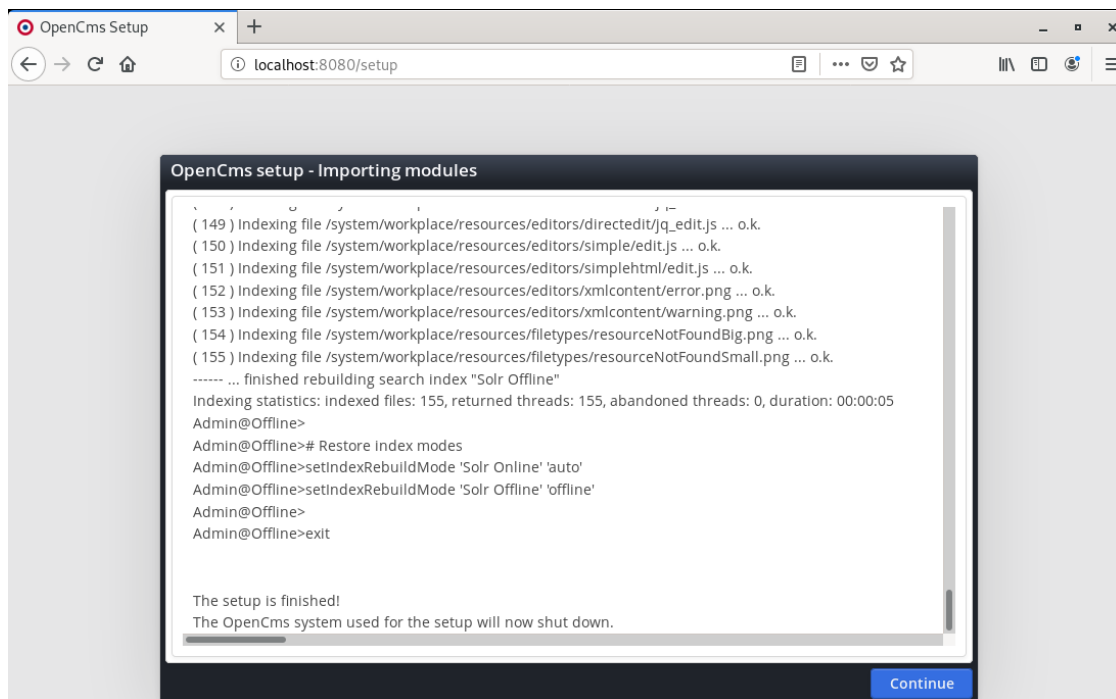 OpenCms Setup
localhost:8080/setup
OpenCms setup - Importing modules
( 149 ) Indexing file /system/workplace/resources/editors/directedit/jq_edit.js ... o.k.
( 150 ) Indexing file /system/workplace/resources/editors/simple/edit.js ... o.k.
( 151 ) Indexing file /system/workplace/resources/editors/simplehtml/edit.js ... o.k.
( 152 ) Indexing file /system/workplace/resources/editors/xmlcontent/error.png ... o.k.
( 153 ) Indexing file /system/workplace/resources/editors/xmlcontent/warning.png ... o.k.
( 154 ) Indexing file /system/workplace/resources/filetypes/resourceNotFoundBig.png ... o.k.
( 155 ) Indexing file /system/workplace/resources/filetypes/resourceNotFoundSmall.png ... o.k.
------ ... finished rebuilding search index "Solr Offline"
Indexing statistics: indexed files: 155, returned threads: 155, abandoned threads: 0, duration: 00:00:05
Admin@Offline>
Admin@Offline># Restore index modes
Admin@Offline>setIndexRebuildMode 'Solr Online' 'auto'
Admin@Offline>setIndexRebuildMode 'Solr Offline' 'offline'
Admin@Offline>
Admin@Offline>exit
The setup is finished!
The OpenCms system used for the setup will now shut down.
Continue